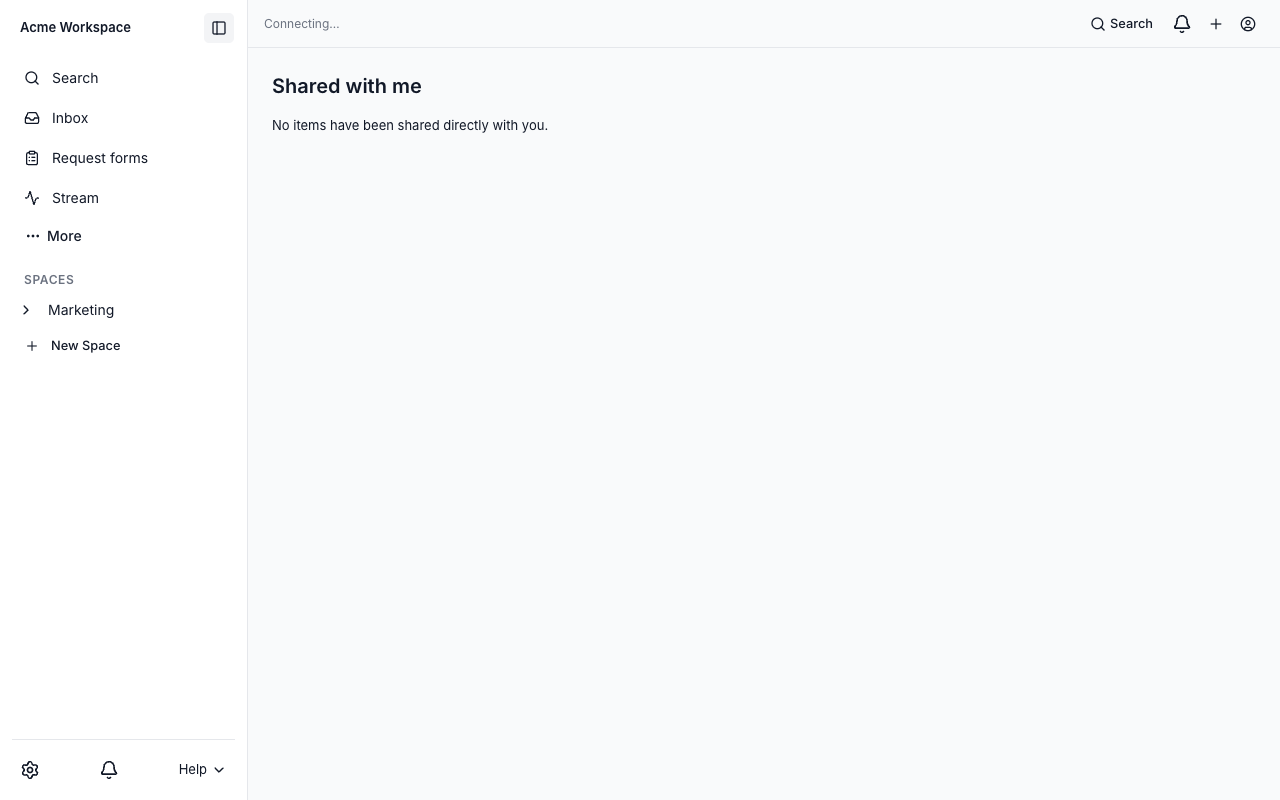 Acme Workspace
Search
Inbox
Request forms
Stream
More
SPACES
Marketing
New Space
Help
Connecting...
Search
Shared with me
No items have been shared directly with you.